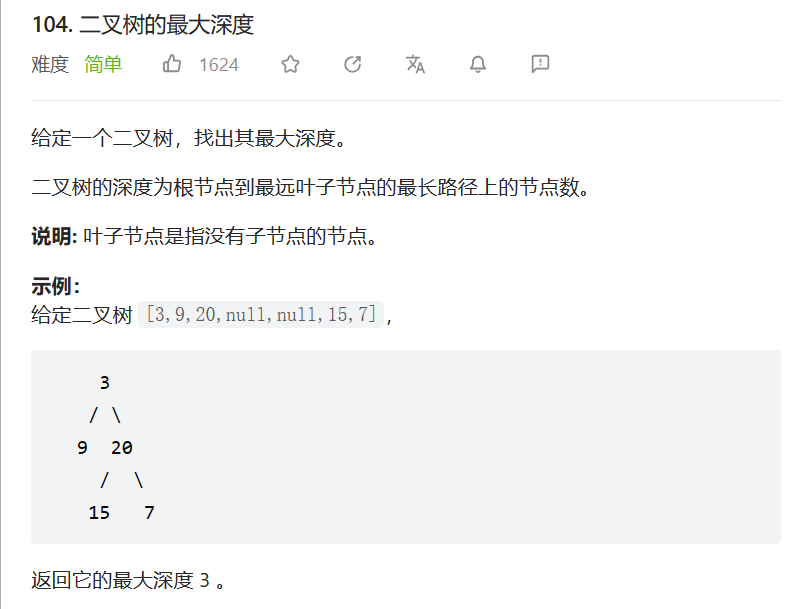 104. 二叉树的最大深度
难度 简单 1624
给定一个二叉树，找出其最大深度。
二叉树的深度为根节点到最远叶子节点的最长路径上的节点数。
说明: 叶子节点是指没有子节点的节点。
示例：
给定二叉树 [3,9,20,null,null,15,7]，
3
/ \
9 20
/ \
15 7
返回它的最大深度 3 。